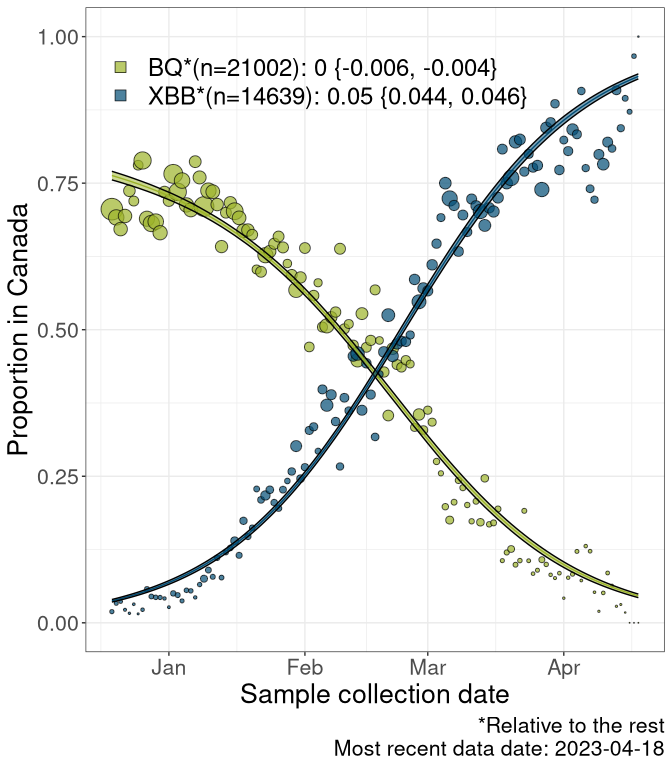 BQ*(n=21002): 0 {-0.006, -0.004}
XBB*(n=14639): 0.05 {0.044, 0.046}
Proportion in Canada
1.00
0.75
0.50
0.25
0.00
Jan Feb Mar Apr
Sample collection date
*Relative to the rest
Most recent data date: 2023-04-18